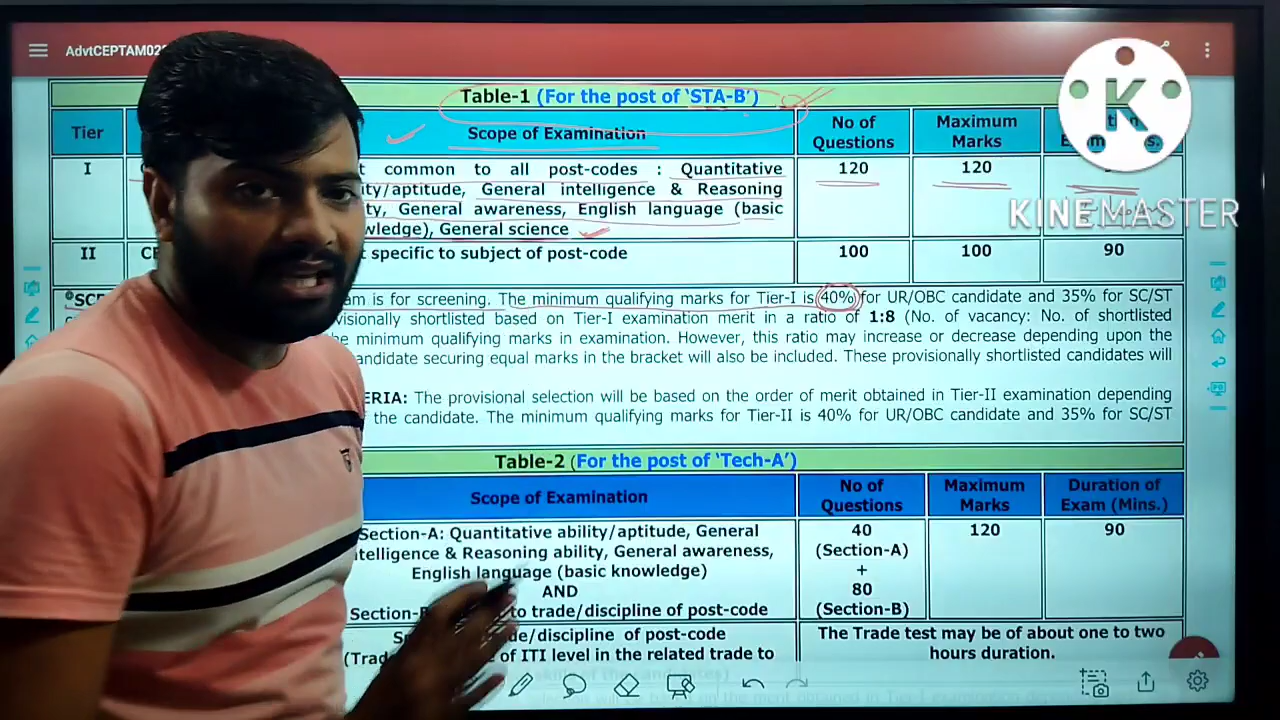 AdvtCEPTAM02
Table-1 (For the post of 'STA-B')
Tier
Scope of Examination
No of Questions
Maximum Marks
I
common to all post-codes : Quantitative
ity/aptitude, General intelligence & Reasoning
ty, General awareness, English language (basic
wledge), General science
120
120
II
specific to subject of post-code
100
100
90
am is for screening. The minimum qualifying marks for Tier-I is 40% for UR/OBC candidate and 35% for SC/ST
visionally shortlisted based on Tier-I examination merit in a ratio of 1:8 (No. of vacancy: No. of shortlisted
he minimum qualifying marks in examination. However, this ratio may increase or decrease depending upon the
andidate securing equal marks in the bracket will also be included. These provisionally shortlisted candidates will
ERIA: The provisional selection will be based on the order of merit obtained in Tier-II examination depending
f the candidate. The minimum qualifying marks for Tier-II is 40% for UR/OBC candidate and 35% for SC/ST
Table-2 (For the post of 'Tech-A')
Scope of Examination
No of Questions
Maximum Marks
Duration of Exam (Mins.)
Section-A: Quantitative ability/aptitude, General
ntelligence & Reasoning ability, General awareness,
English language (basic knowledge)
AND
to trade/discipline of post-code
40
(Section-A)
+
80
(Section-B)
120
90
de/discipline of post-code
(Trad
of ITI level in the related trade to
The Trade test may be of about one to two
hours duration.
K
KINEMASTER